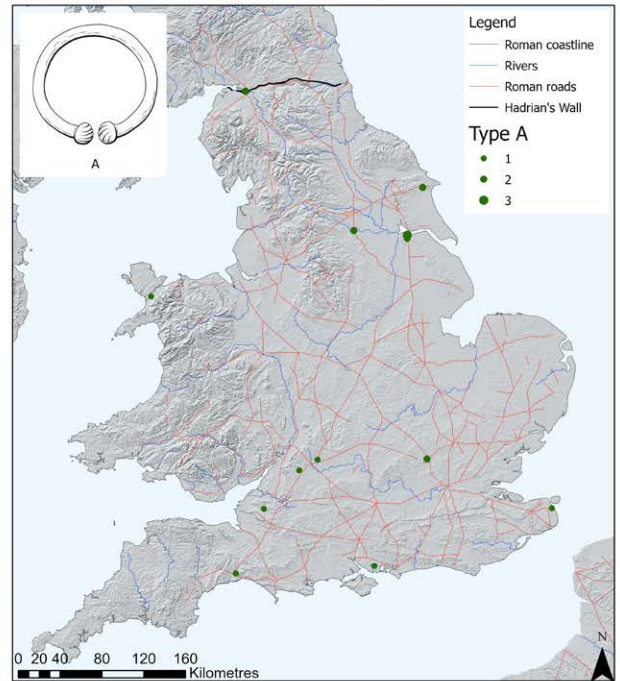 A
Legend
Roman coastline
Rivers
Roman roads
Hadrian's Wall
Type A
1
2
3
N
0 20 40 80 120 160
Kilometres